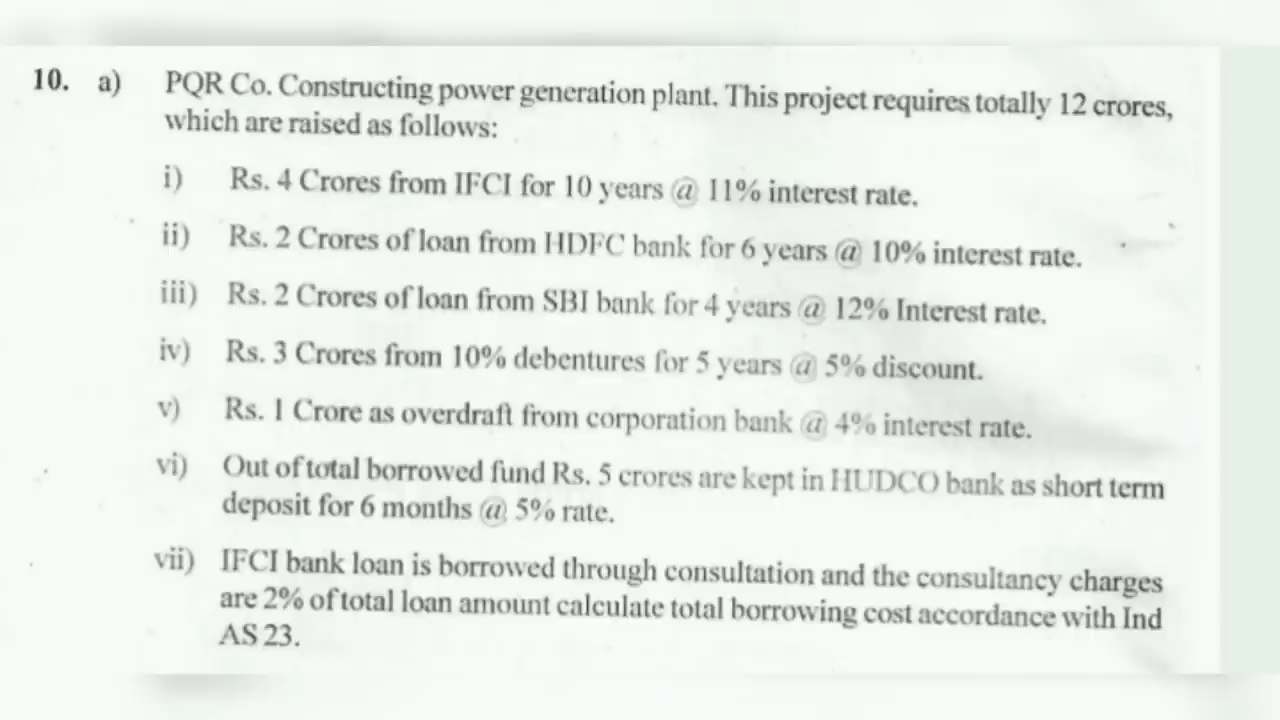 10. a) PQR Co. Constructing power generation plant. This project requires totally 12 crores,
which are raised as follows:
i) Rs. 4 Crores from IFCI for 10 years @ 11% interest rate.
ii) Rs. 2 Crores of loan from HDFC bank for 6 years @ 10% interest rate.
iii) Rs. 2 Crores of loan from SBI bank for 4 years @ 12% Interest rate.
iv) Rs. 3 Crores from 10% debentures for 5 years @ 5% discount.
v) Rs. 1 Crore as overdraft from corporation bank @ 4% interest rate.
vi) Out of total borrowed fund Rs. 5 crores are kept in HUDCO bank as short term
deposit for 6 months @ 5% rate.
vii) IFCI bank loan is borrowed through consultation and the consultancy charges
are 2% of total loan amount calculate total borrowing cost accordance with Ind
AS 23.